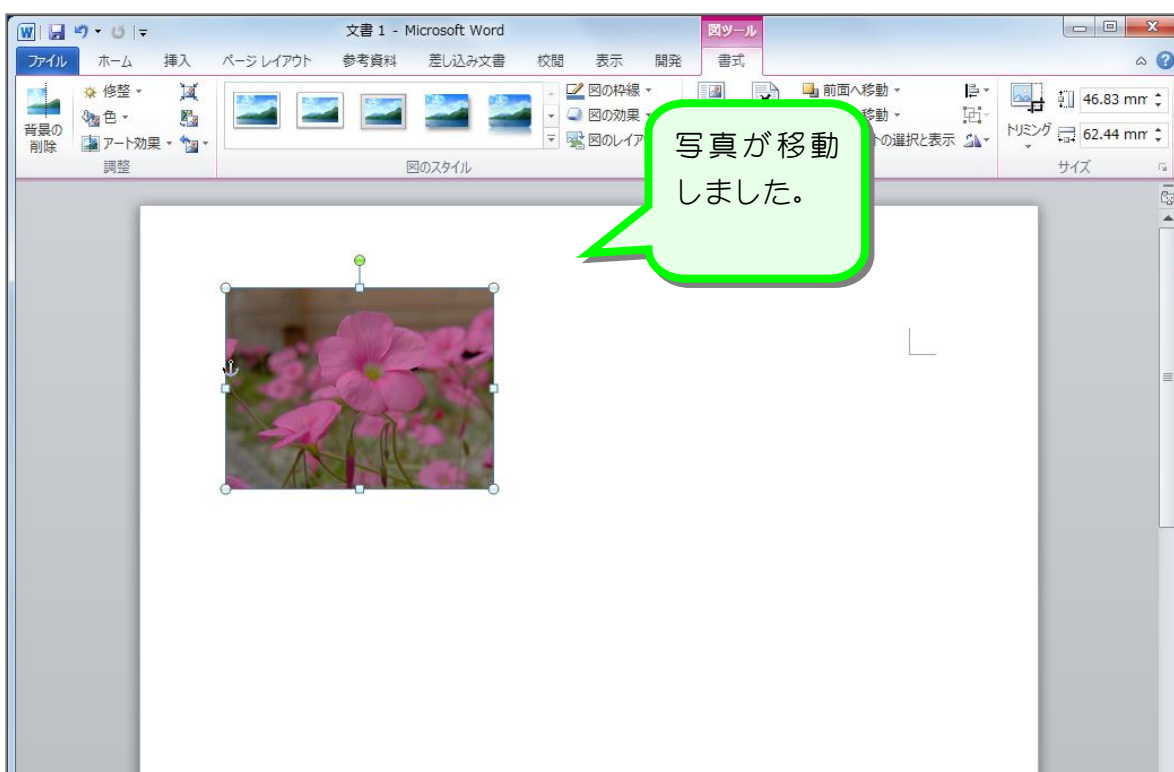 文書 1 - Microsoft Word
図ツール
ファイル ホーム 挿入 ページ レイアウト 参考資料 差し込み文書 校閲 表示 開発 書式
背景の
削除
修整
色
アート効果
調整
図のスタイル
図の枠線
図の効果
図のレイア
前面へ移動
移動
の選択と表示
トリミング
46.83 mm
62.44 mm
サイズ
写真が移動
しました。